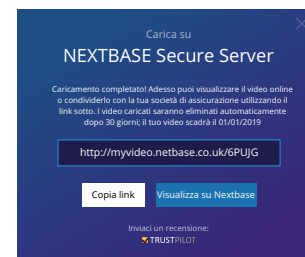 Carica su
NEXTBASE Secure Server
Caricamento completato! Adesso puoi visualizzare il video online
o condividerlo con la tua società di assicurazione utilizzando il
link sotto. I video caricati saranno eliminati automaticamente
dopo 30 giorni; il tuo video scadrà il 01/01/2019
http://myvideo.netbase.co.uk/6PUJG
Copia link
Visualizza su Nextbase
Inviaci un recensione:
TRUSTPILOT